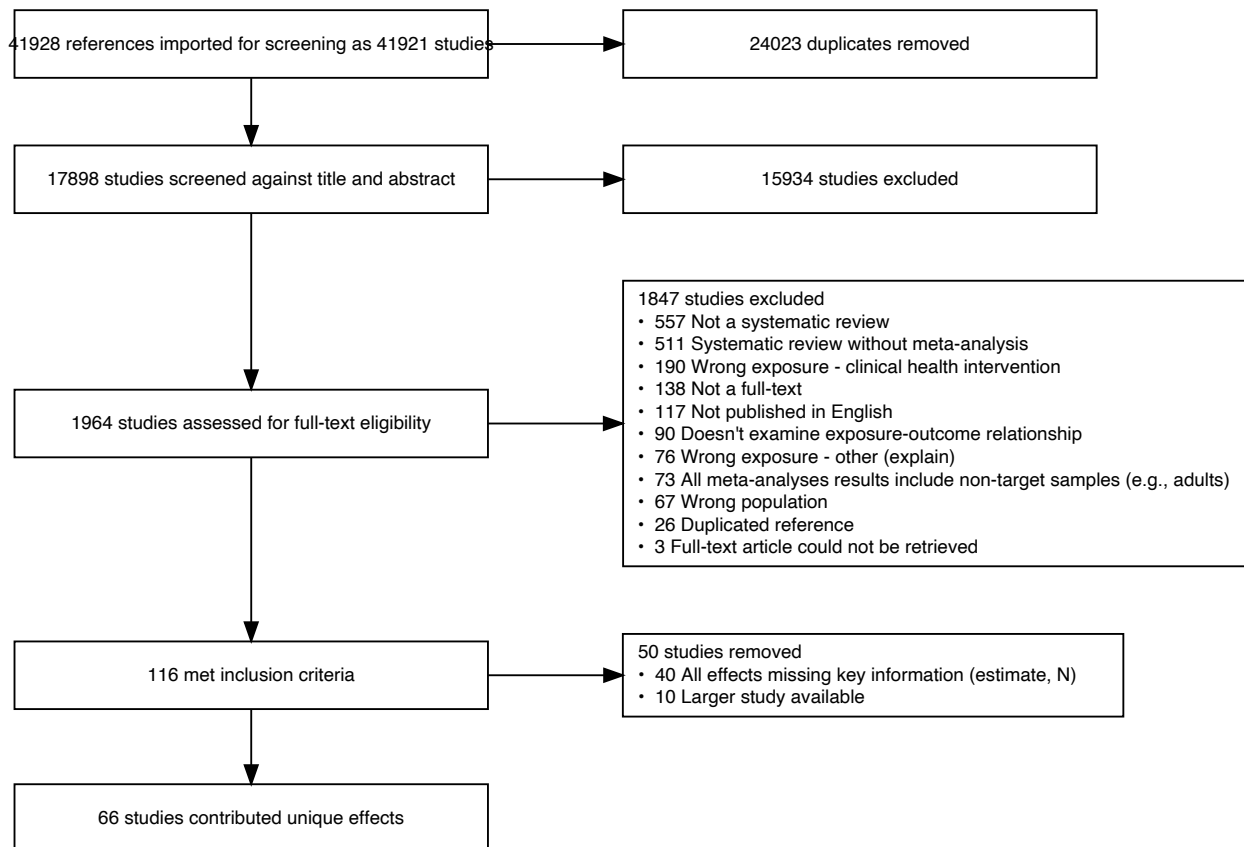 41928 references imported for screening as 41921 studies
24023 duplicates removed
17898 studies screened against title and abstract
15934 studies excluded
1964 studies assessed for full-text eligibility
1847 studies excluded
• 557 Not a systematic review
• 511 Systematic review without meta-analysis
• 190 Wrong exposure - clinical health intervention
• 138 Not a full-text
• 117 Not published in English
• 90 Doesn't examine exposure-outcome relationship
• 76 Wrong exposure - other (explain)
• 73 All meta-analyses results include non-target samples (e.g., adults)
• 67 Wrong population
• 26 Duplicated reference
• 3 Full-text article could not be retrieved
116 met inclusion criteria
50 studies removed
• 40 All effects missing key information (estimate, N)
• 10 Larger study available
66 studies contributed unique effects